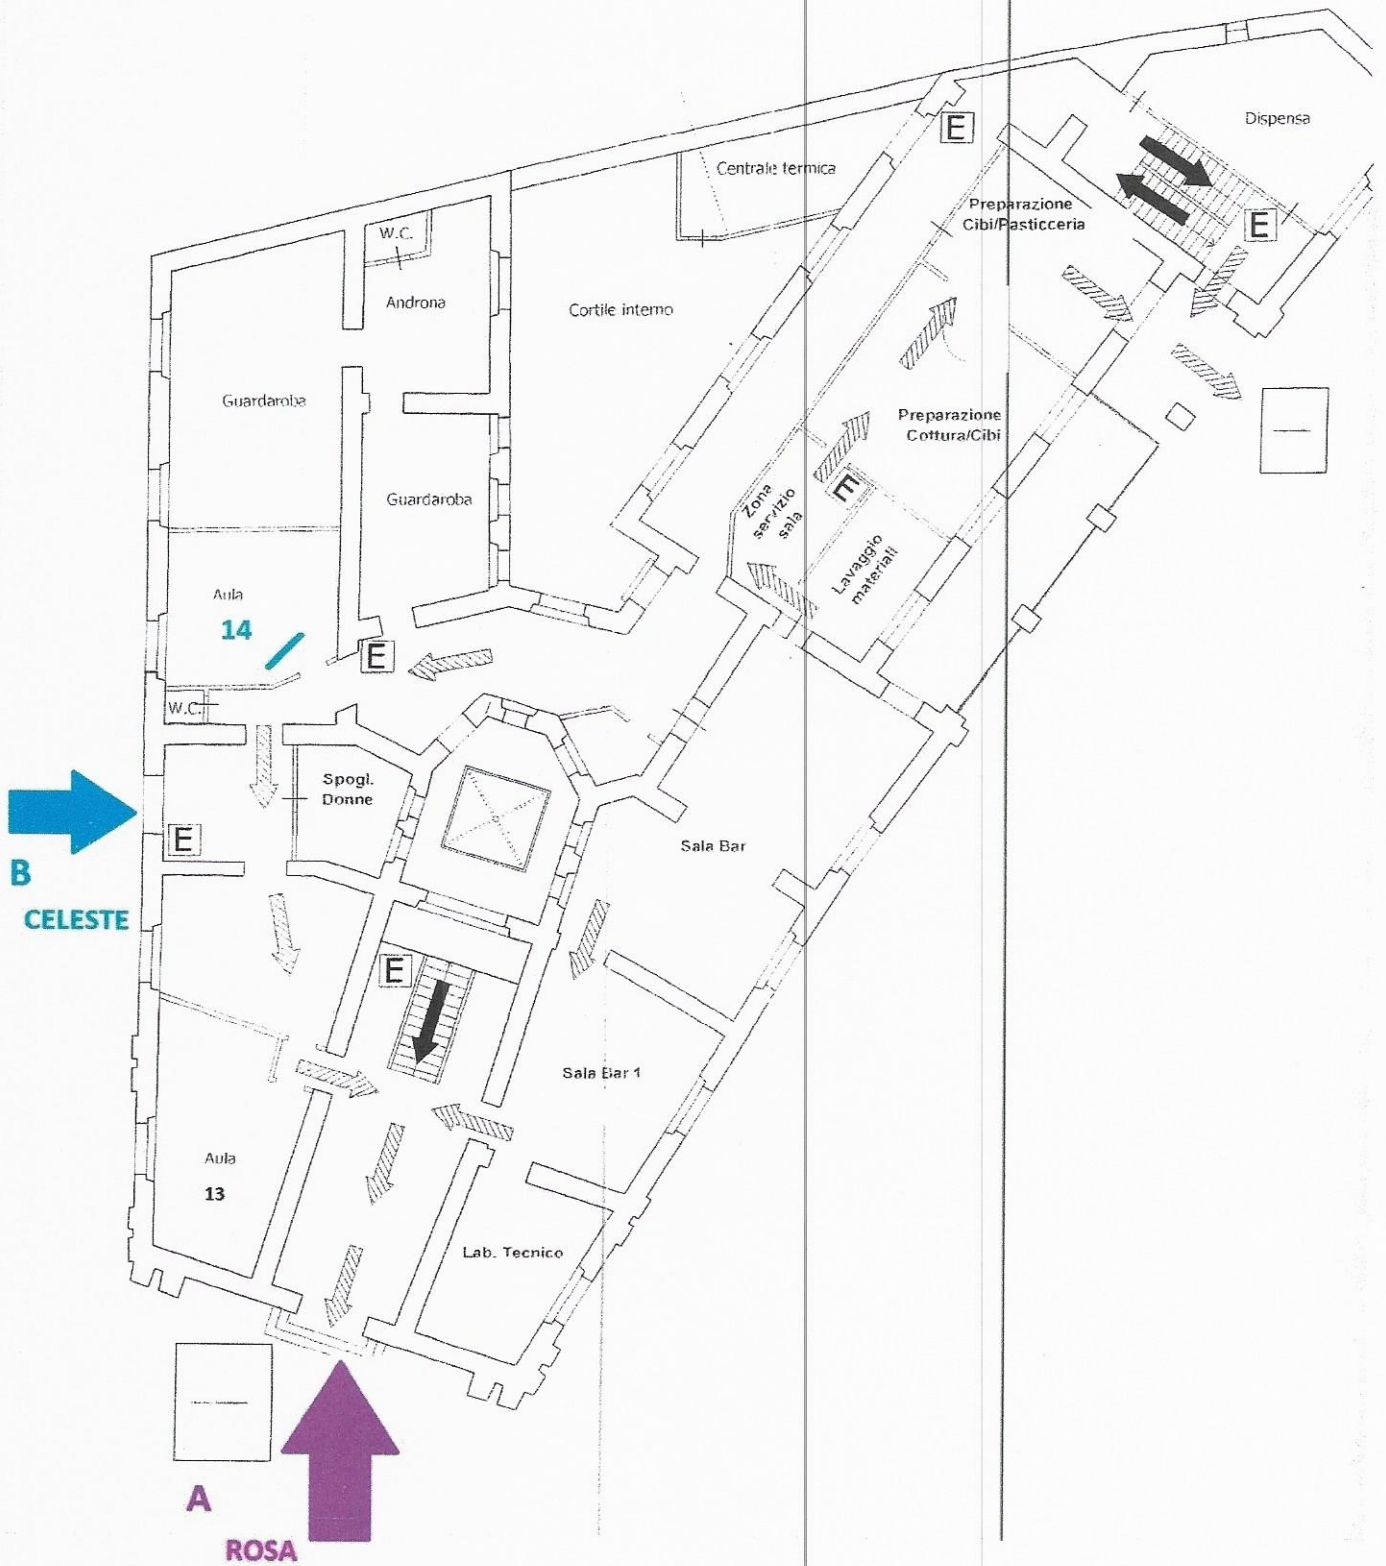 E
Dispensa
Centrale termica
Preparazione
Cibi/Pasticceria
E
W.C.
Androna
Cortile interno
Guardaroba
Preparazione
Cottura/Cibi
Guardaroba
E
Zona
servizio
sala
Lavaggio
materiali
Aula
14
E
W.C.
Spogl.
Donne
E
Sala Bar
B
CELESTE
E
Sala Bar 1
Aula
13
Lab. Tecnico
A
ROSA